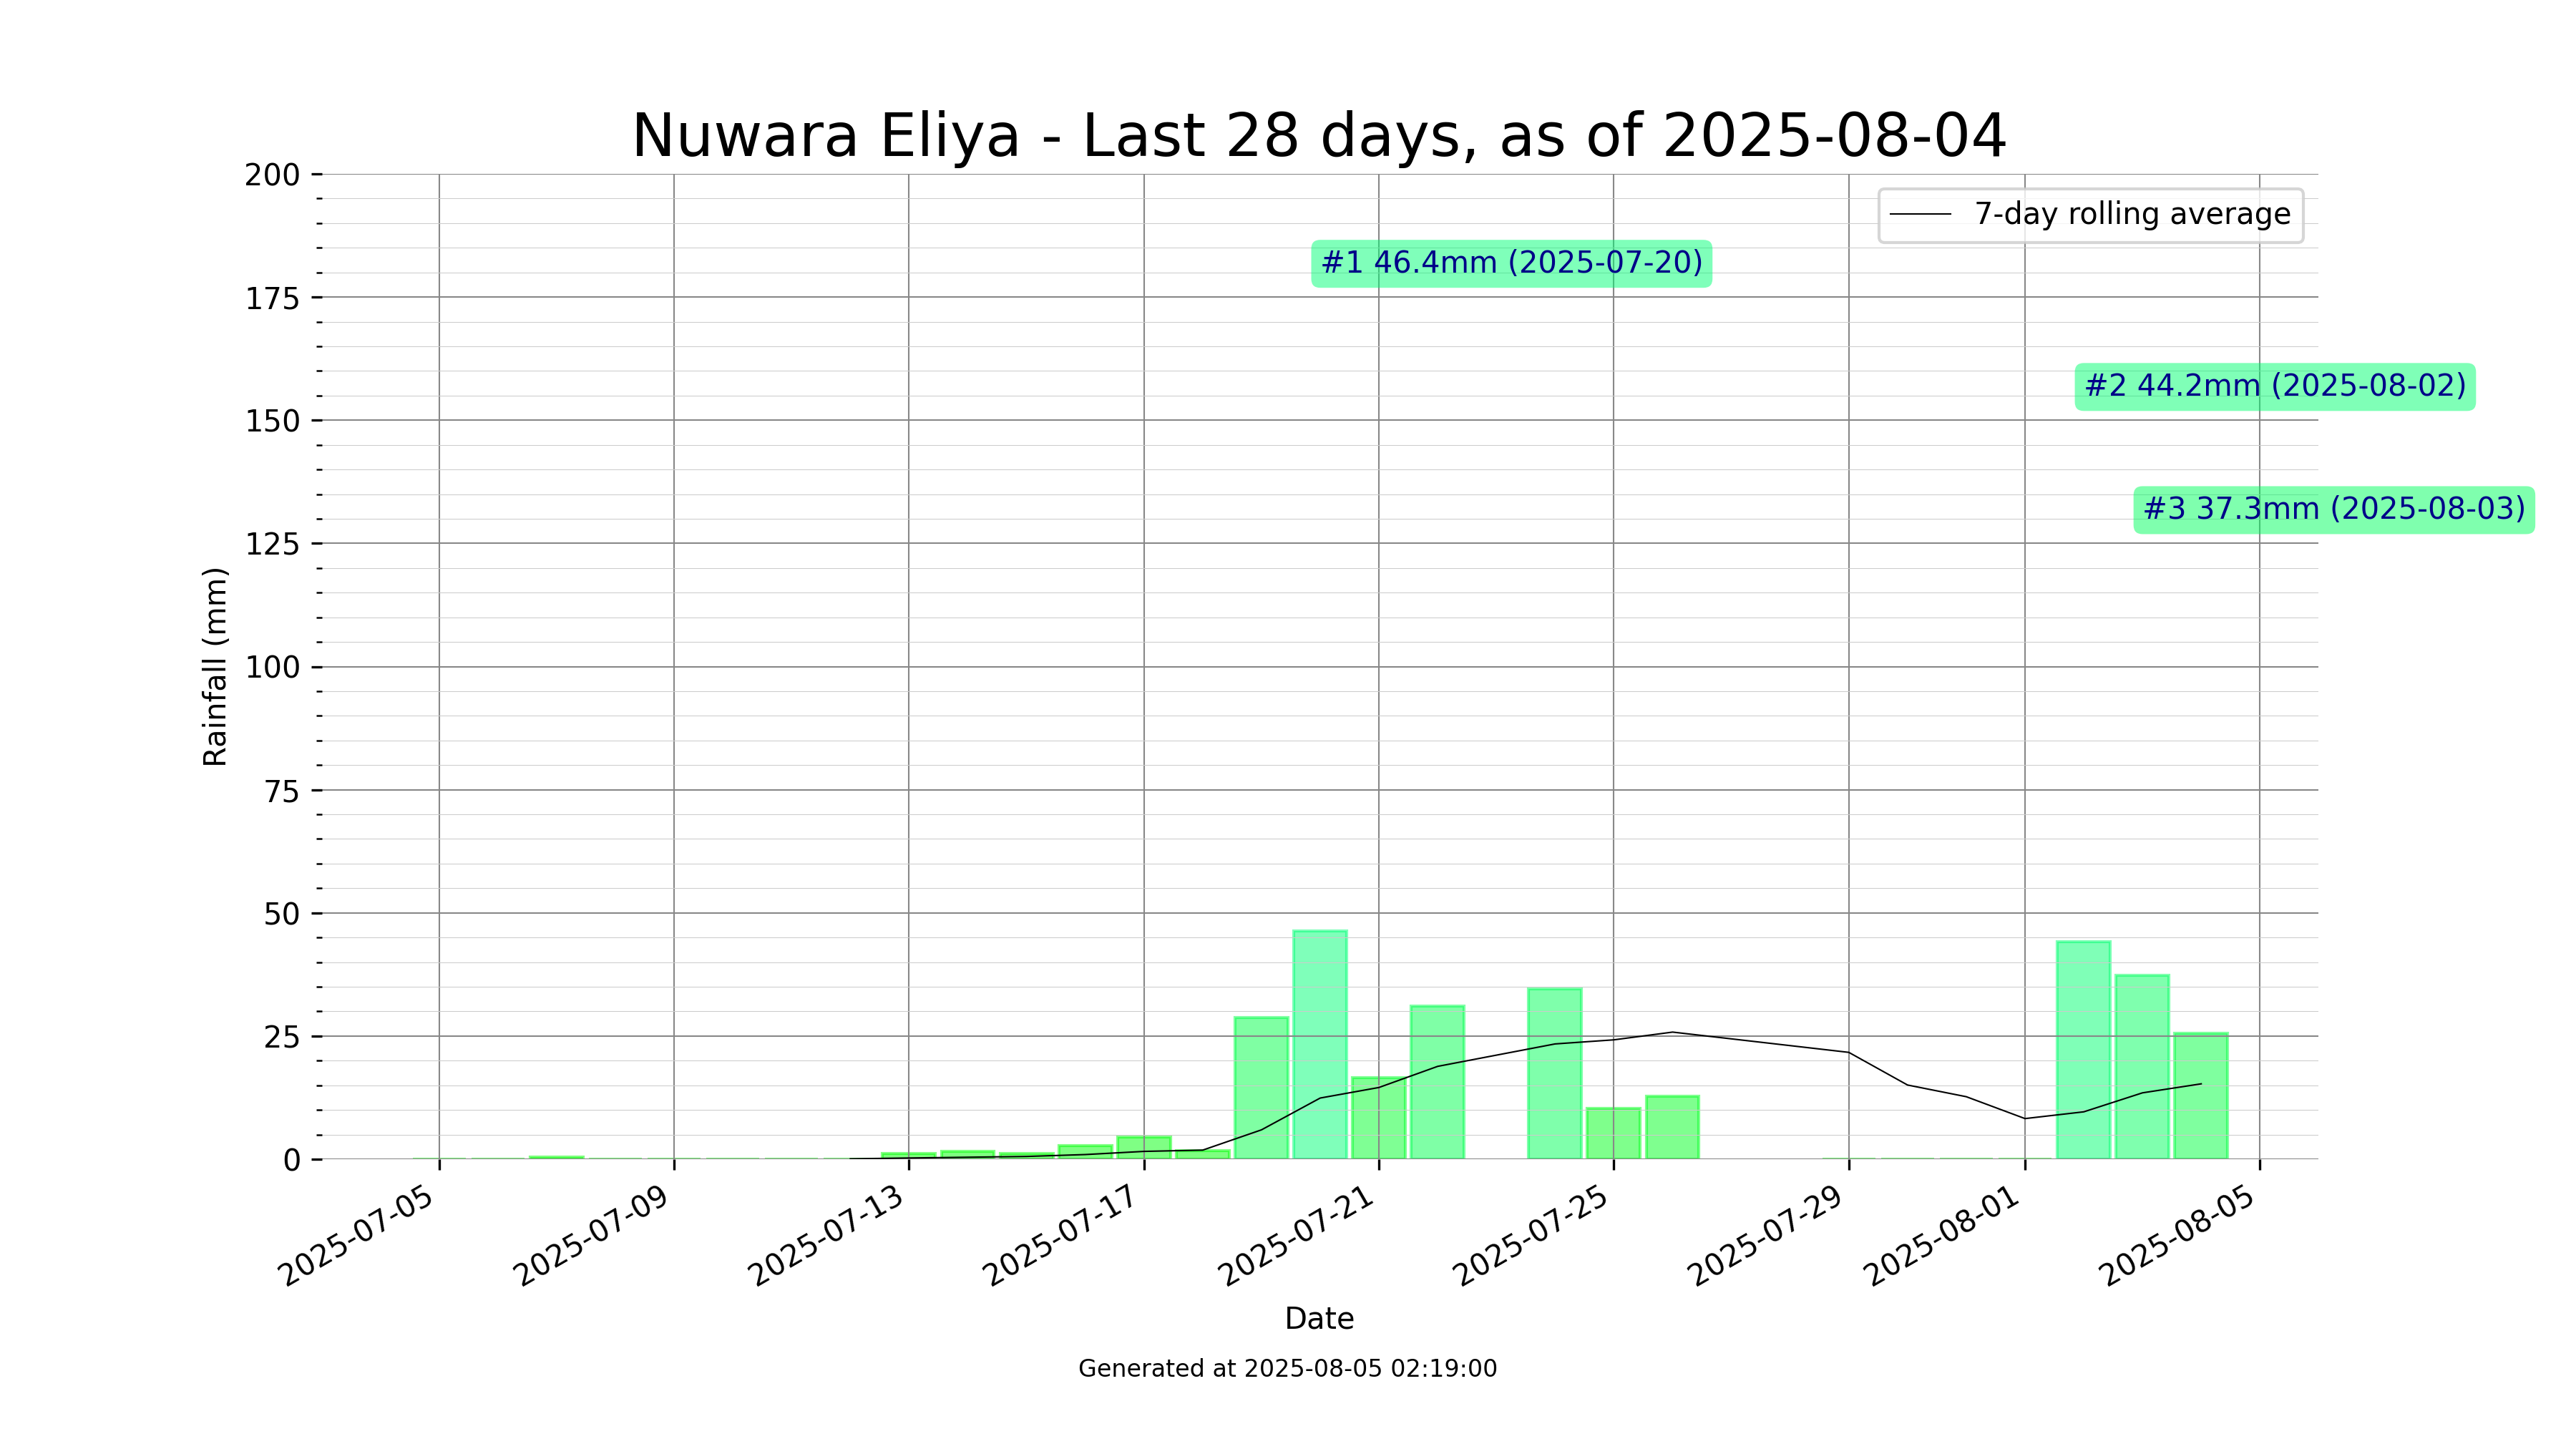 Nuwara Eliya - Last 28 days, as of 2025-08-04
200
175
150
125
100
75
50
25
0
Rainfall (mm)
7-day rolling average
#1 46.4mm (2025-07-20)
#2 44.2mm (2025-08-02)
#3 37.3mm (2025-08-03)
2025-07-05
2025-07-09
2025-07-13
2025-07-17
2025-07-21
2025-07-25
2025-07-29
2025-08-01
2025-08-05
Date
Generated at 2025-08-05 02:19:00